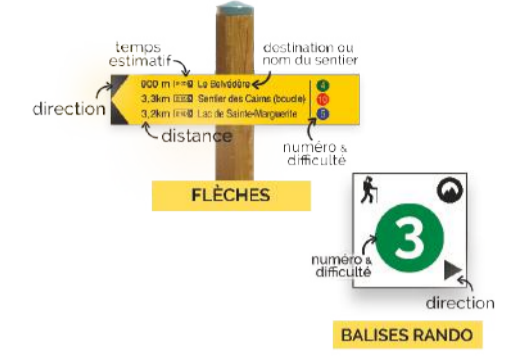 temps
estimatif
destination ou
nom du sentier
direction
900 m Le Belvédère 4
3,3km Sentier des Cairns (boucle) 10
3,2km Lac de Sainte-Marguerite 5
distance
numéro &
difficulté
FLÈCHES
3
numéro &
difficulté
direction
BALISES RANDO